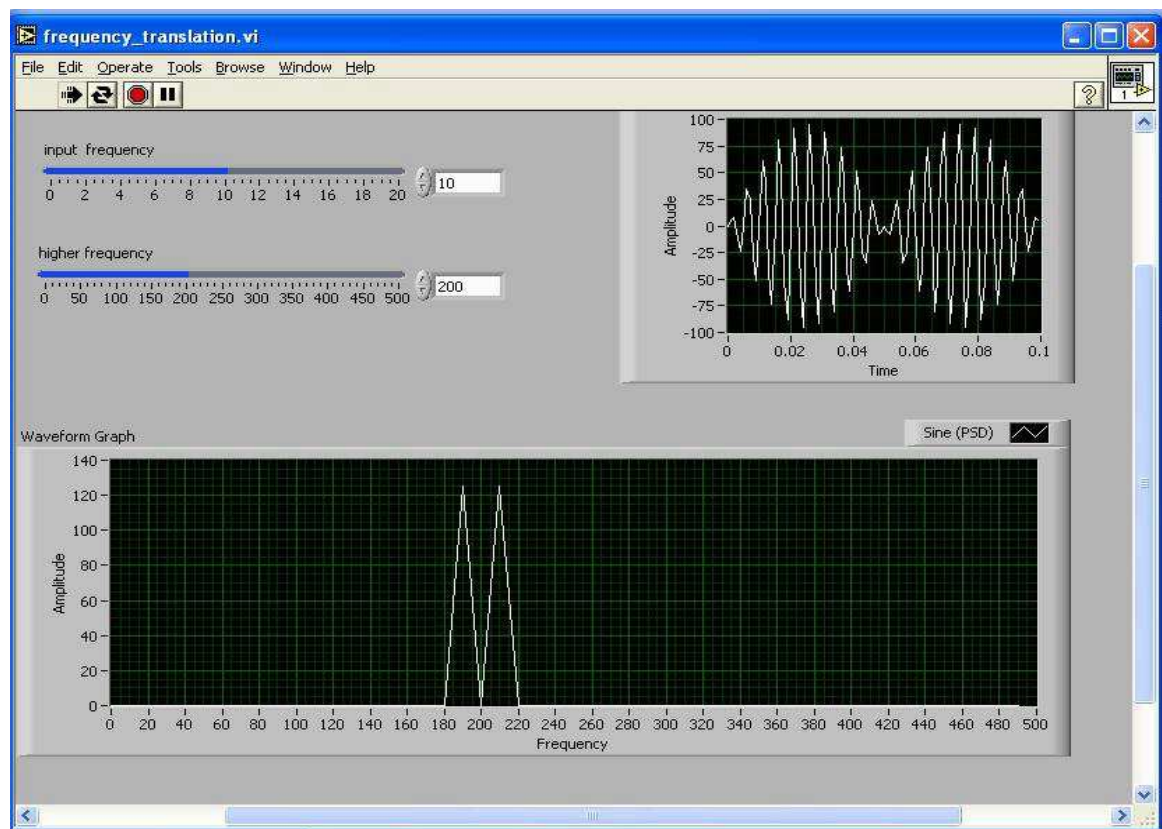 frequency_translation.vi
File Edit Operate Tools Browse Window Help
?
1
input frequency
0 2 4 6 8 10 12 14 16 18 20
10
higher frequency
0 50 100 150 200 250 300 350 400 450 500
200
100
75
50
25
0
-25
-50
-75
-100
Amplitude
0 0.02 0.04 0.06 0.08 0.1
Time
Waveform Graph
Sine (PSD)
140
120
100
80
60
40
20
0
Amplitude
0 20 40 60 80 100 120 140 160 180 200 220 240 260 280 300 320 340 360 380 400 420 440 460 480 500
Frequency